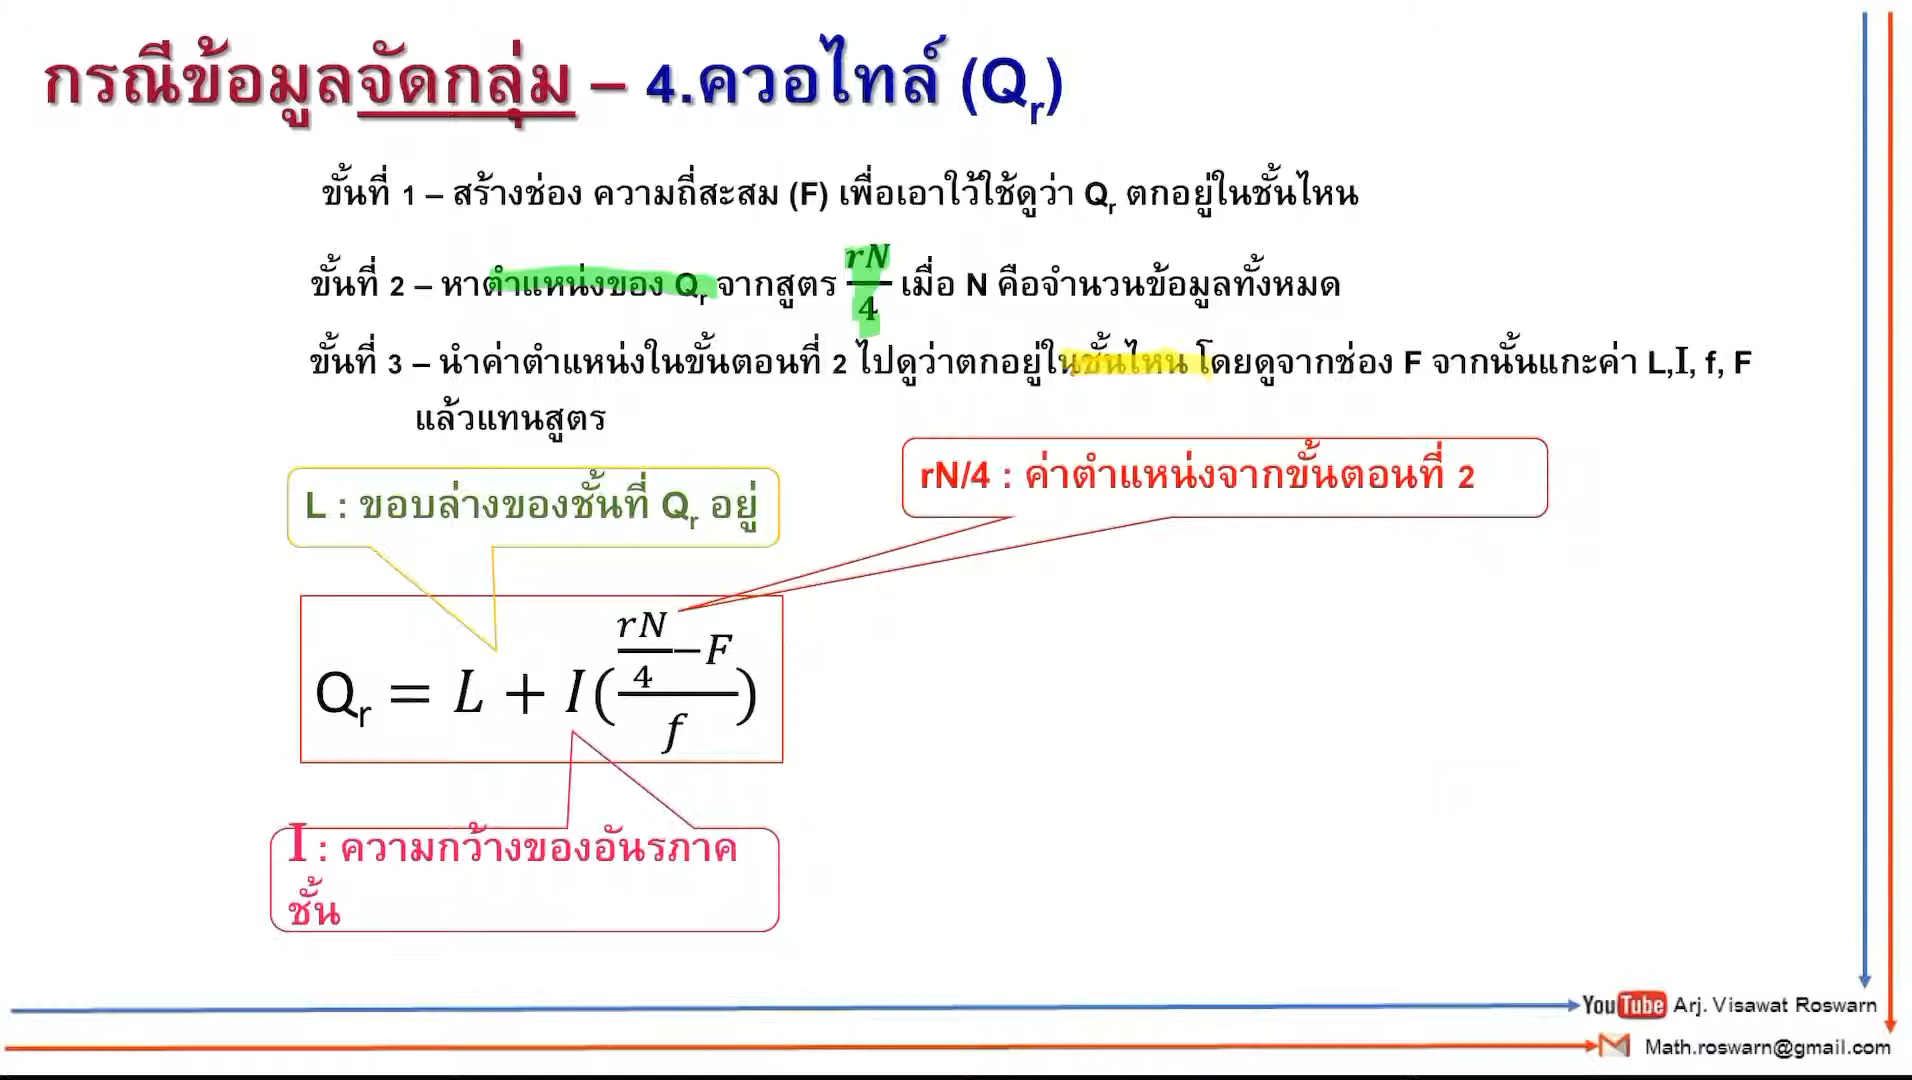 กรณีข้อมูลจัดกลุ่ม – 4.ควอไทล์ (Qr)
ขั้นที่ 1 – สร้างช่อง ความถี่สะสม (F) เพื่อเอาไว้ใช้ดูว่า Qr ตกอยู่ในชั้นไหน
ขั้นที่ 2 – หาตำแหน่งของ Qr จากสูตร rN/4 เมื่อ N คือจำนวนข้อมูลทั้งหมด
ขั้นที่ 3 – นำค่าตำแหน่งในขั้นตอนที่ 2 ไปดูว่าตกอยู่ในชั้นไหน โดยดูจากช่อง F จากนั้นแกะค่า L,I, f, F
แล้วแทนสูตร
rN/4 : ค่าตำแหน่งจากขั้นตอนที่ 2
L : ขอบล่างของชั้นที่ Qr อยู่
Qr = L + I((rN/4 − F)/f)
I : ความกว้างของอันรภาค
ชั้น
YouTube Arj. Visawat Roswarn
Math.roswarn@gmail.com